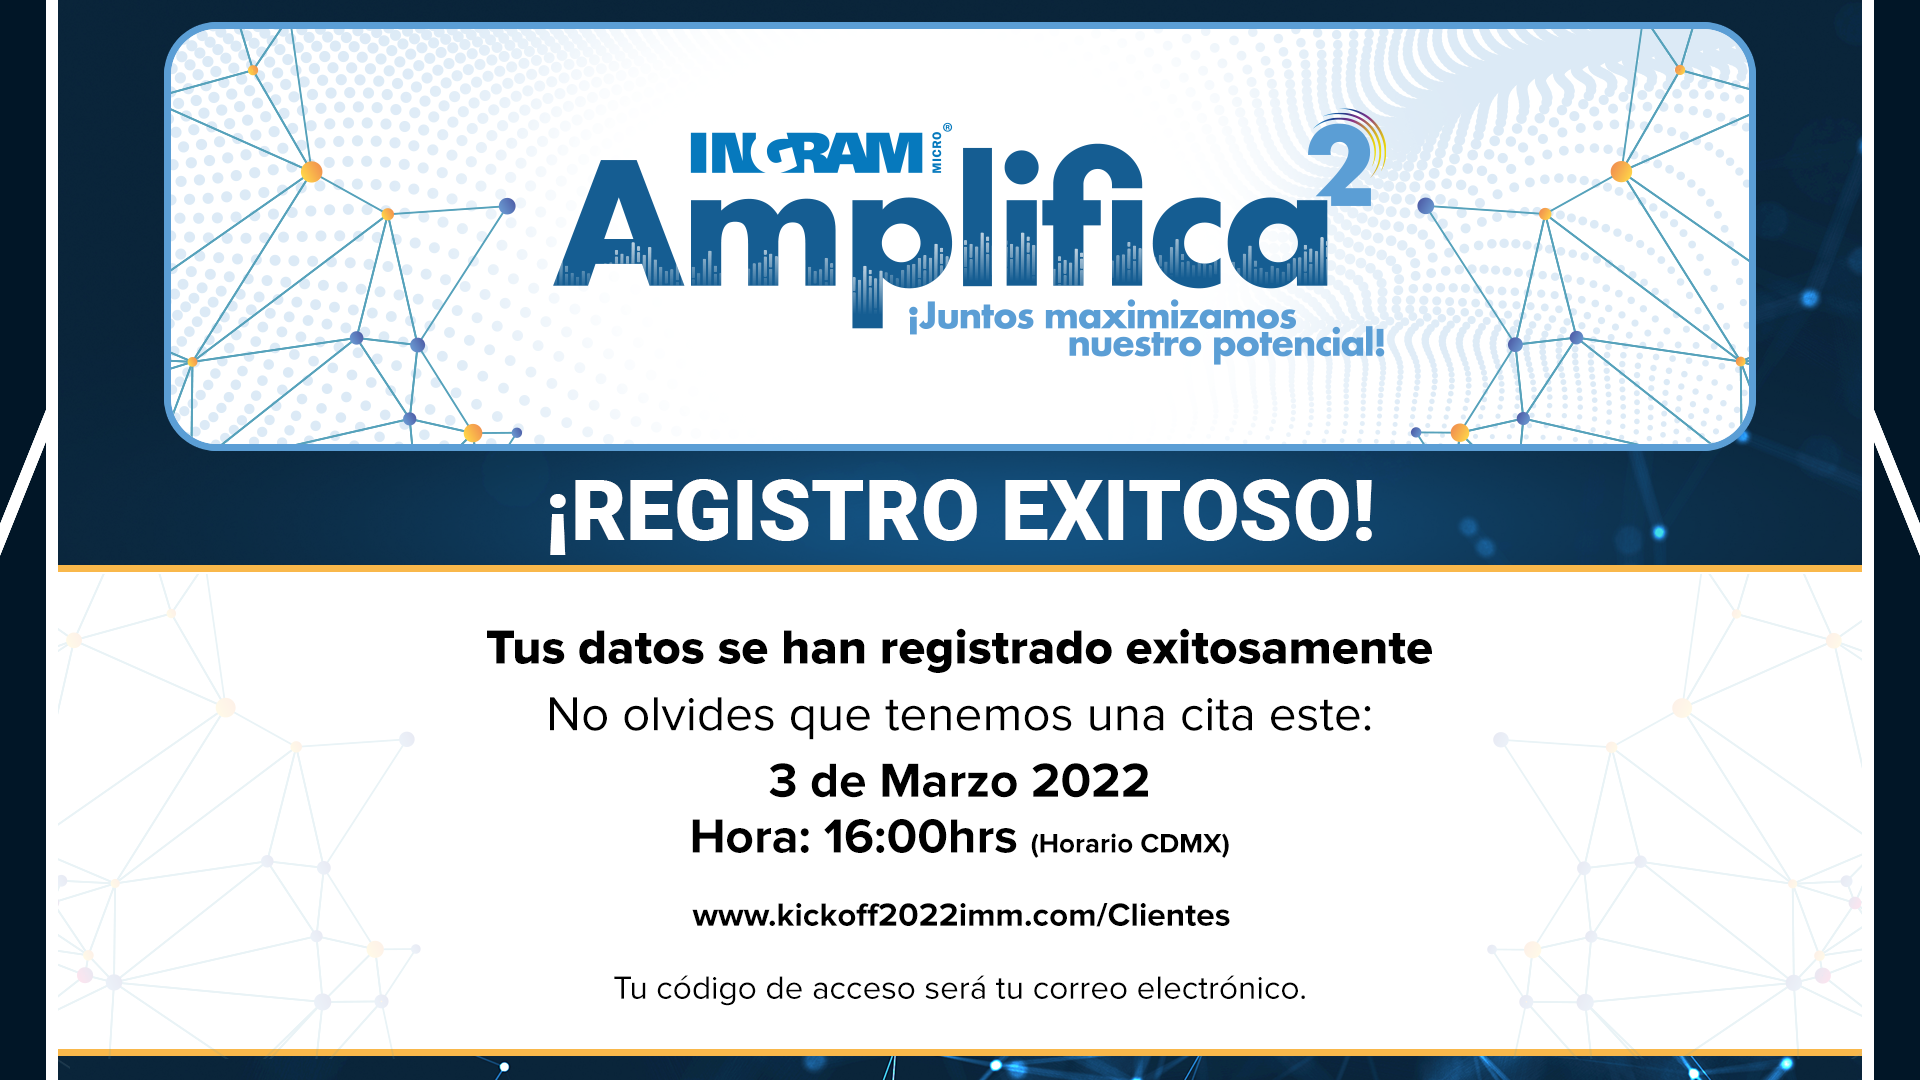 INGRAM MICRO®
Amplifica²
¡Juntos maximizamos
nuestro potencial!
¡REGISTRO EXITOSO!
Tus datos se han registrado exitosamente
No olvides que tenemos una cita este:
3 de Marzo 2022
Hora: 16:00hrs (Horario CDMX)
www.kickoff2022imm.com/Clientes
Tu código de acceso será tu correo electrónico.